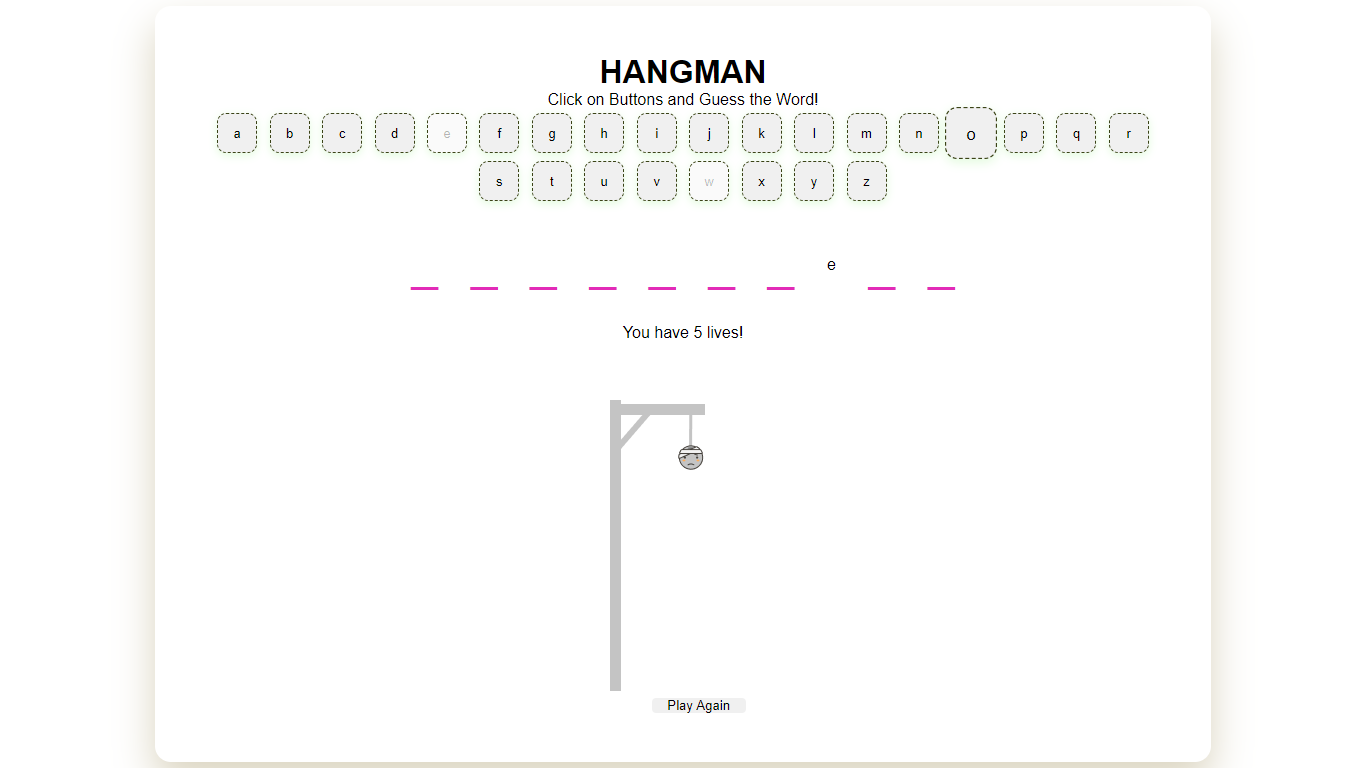 HANGMAN
Click on Buttons and Guess the Word!
a b c d e f g h i j k l m n o p q r
s t u v w x y z
e
You have 5 lives!
Play Again